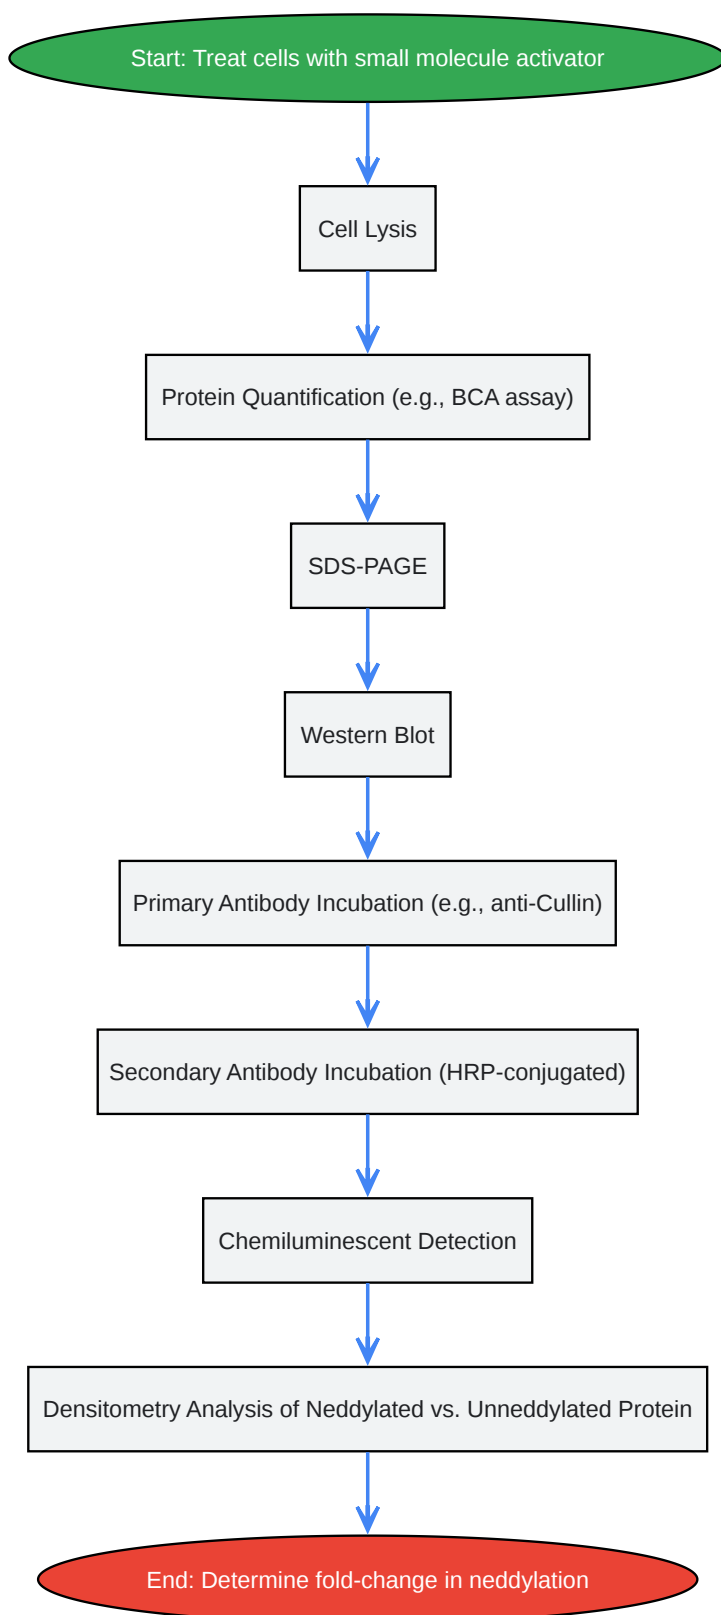 Start: Treat cells with small molecule activator
Cell Lysis
Protein Quantification (e.g., BCA assay)
SDS-PAGE
Western Blot
Primary Antibody Incubation (e.g., anti-Cullin)
Secondary Antibody Incubation (HRP-conjugated)
Chemiluminescent Detection
Densitometry Analysis of Neddylated vs. Unneddylated Protein
End: Determine fold-change in neddylation